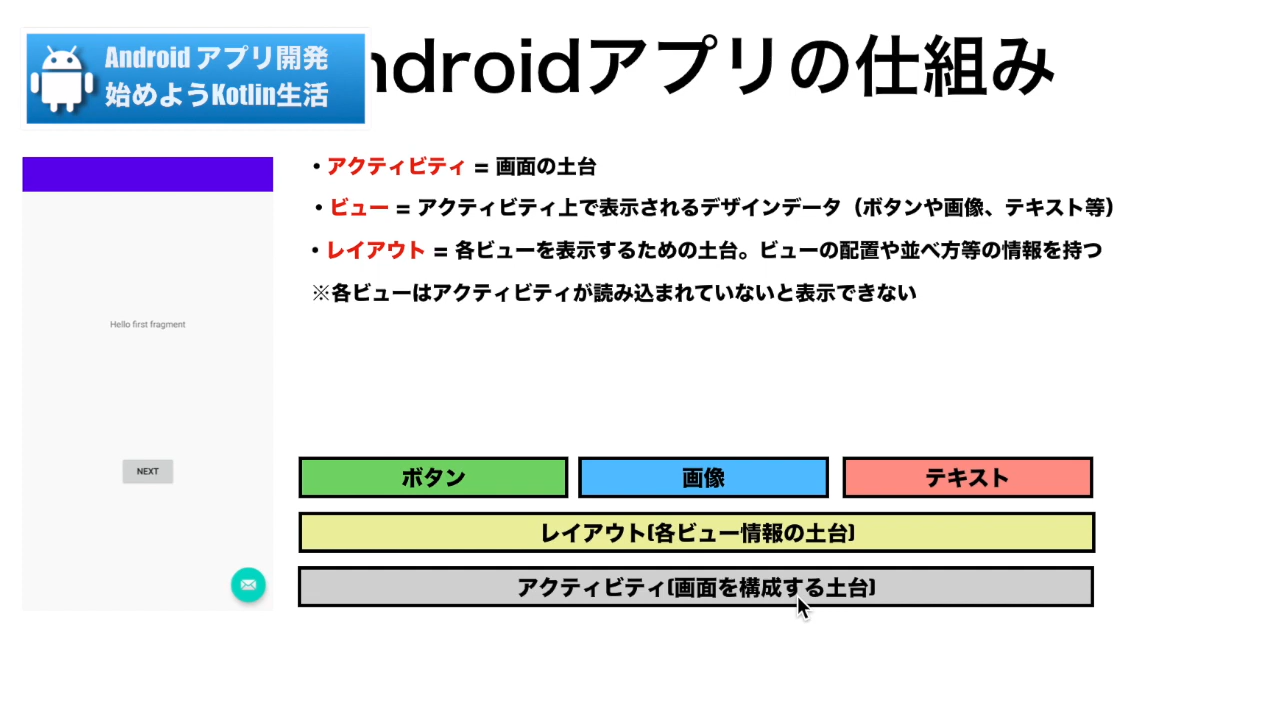 Android アプリ開発
始めようKotlin生活
ndroidアプリの仕組み
・アクティビティ = 画面の土台
・ビュー = アクティビティ上で表示されるデザインデータ（ボタンや画像、テキスト等）
・レイアウト = 各ビューを表示するための土台。ビューの配置や並べ方等の情報を持つ
※各ビューはアクティビティが読み込まれていないと表示できない
Hello first fragment
NEXT
ボタン
画像
テキスト
レイアウト(各ビュー情報の土台)
アクティビティ(画面を構成する土台)